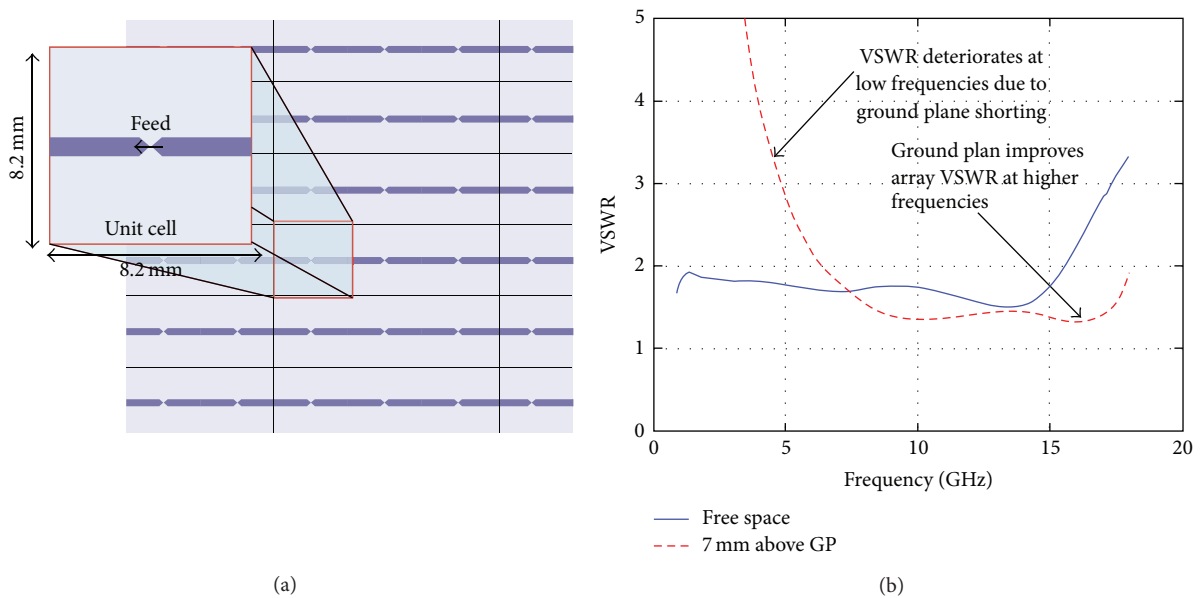 8.2 mm
Feed
Unit cell
8.2 mm
(a)
VSWR
5
4
3
2
1
0
0
5
10
15
20
VSWR deteriorates at
low frequencies due to
ground plane shorting
Ground plan improves
array VSWR at higher
frequencies
Frequency (GHz)
Free space
7 mm above GP
(b)